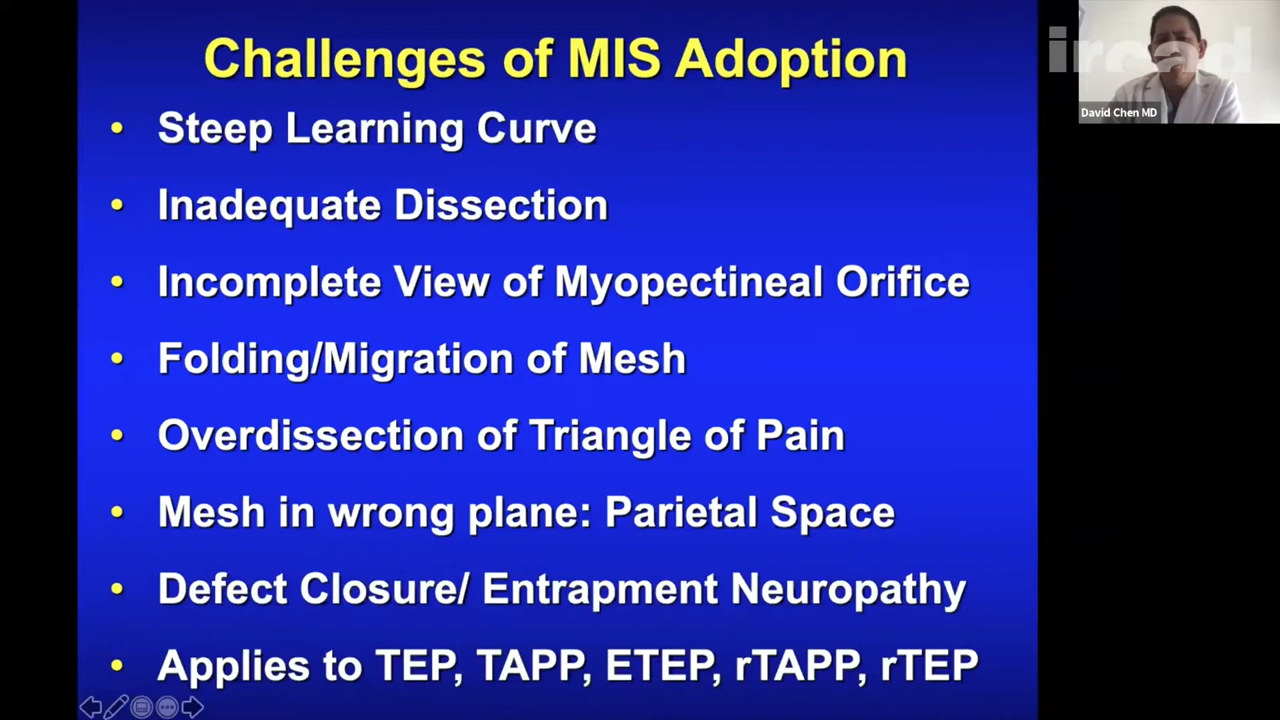 Challenges of MIS Adoption
• Steep Learning Curve
• Inadequate Dissection
• Incomplete View of Myopectineal Orifice
• Folding/Migration of Mesh
• Overdissection of Triangle of Pain
• Mesh in wrong plane: Parietal Space
• Defect Closure/ Entrapment Neuropathy
• Applies to TEP, TAPP, ETEP, rTAPP, rTEP
ircad
David Chen MD